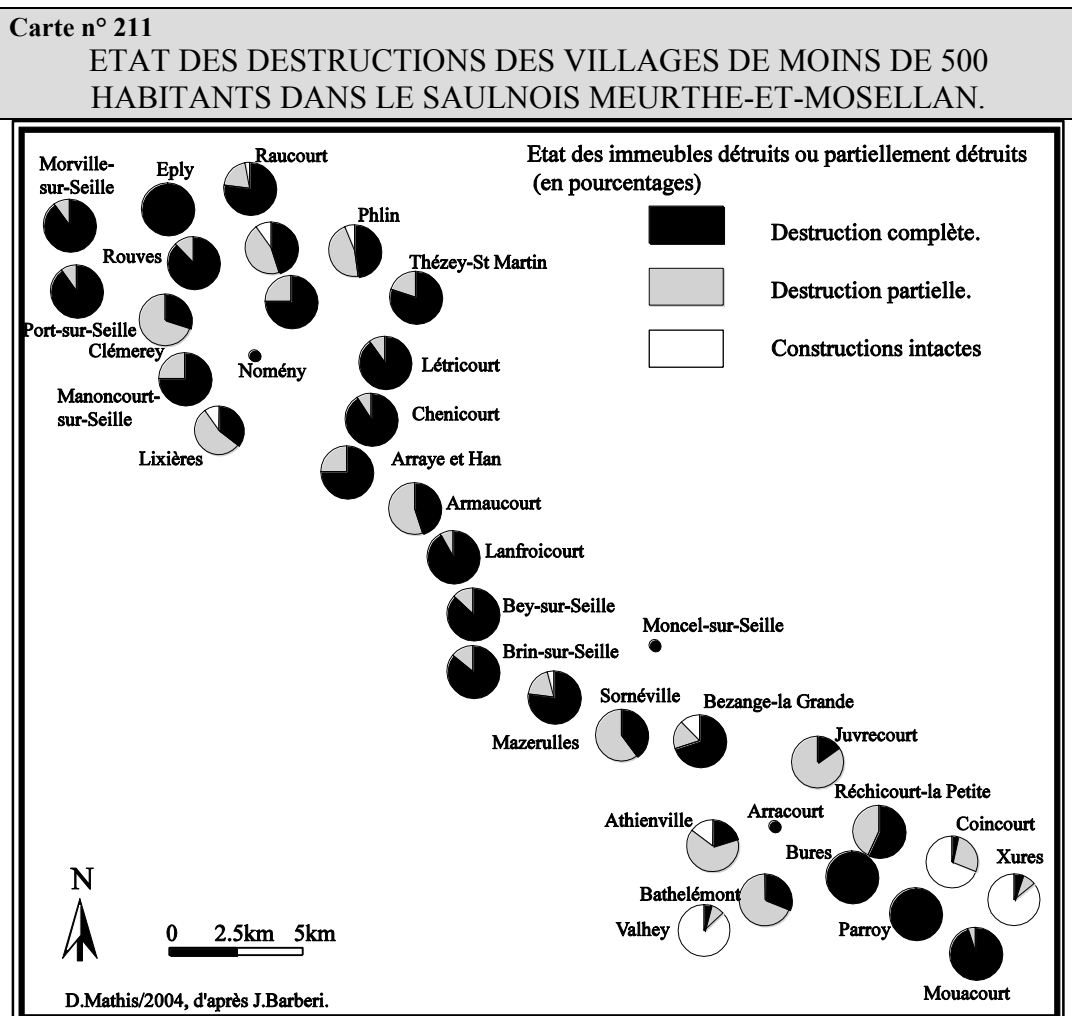 Carte n° 211
ETAT DES DESTRUCTIONS DES VILLAGES DE MOINS DE 500
HABITANTS DANS LE SAULNOIS MEURTHE-ET-MOSELLAN.
Etat des immeubles détruits ou partiellement détruits
(en pourcentages)
Destruction complète.
Destruction partielle.
Constructions intactes
Morville-
sur-Seille
Eply
Raucourt
Phlin
Rouves
Thézey-St Martin
Port-sur-Seille
Clémerey
Nomény
Létricourt
Manoncourt-
sur-Seille
Chenicourt
Lixières
Arraye et Han
Armaucourt
Lanfroicourt
Bey-sur-Seille
Moncel-sur-Seille
Brin-sur-Seille
Sornéville
Bezange-la Grande
Mazerulles
Juvrecourt
Réchicourt-la Petite
Athienville
Arracourt
Coincourt
Bures
Xures
Bathelémont
Valhey
Parroy
Mouacourt
N
0 2.5km 5km
D.Mathis/2004, d'après J.Barberi.